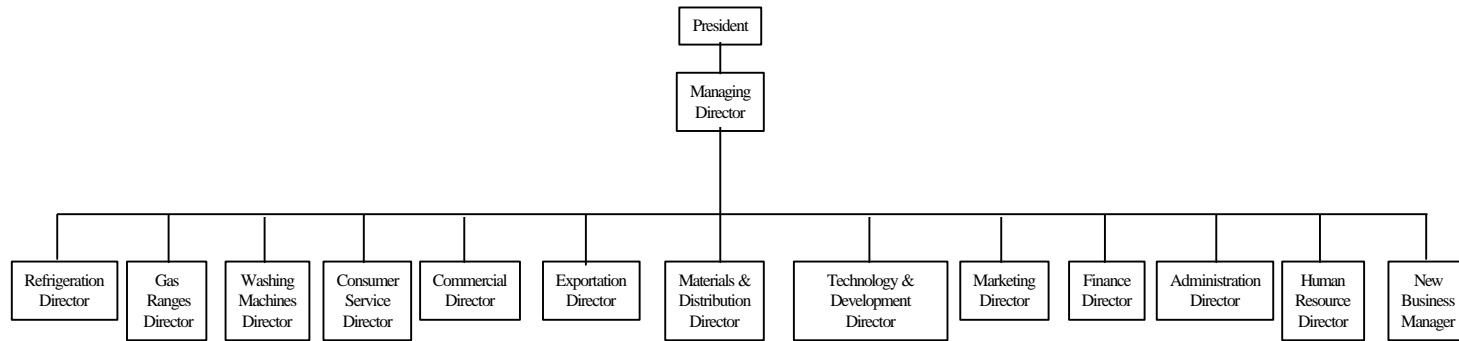 President
Managing
Director
Refrigeration
Director
Gas
Ranges
Director
Washing
Machines
Director
Consumer
Service
Director
Commercial
Director
Exportation
Director
Materials &
Distribution
Director
Technology &
Development
Director
Marketing
Director
Finance
Director
Administration
Director
Human
Resource
Director
New
Business
Manager